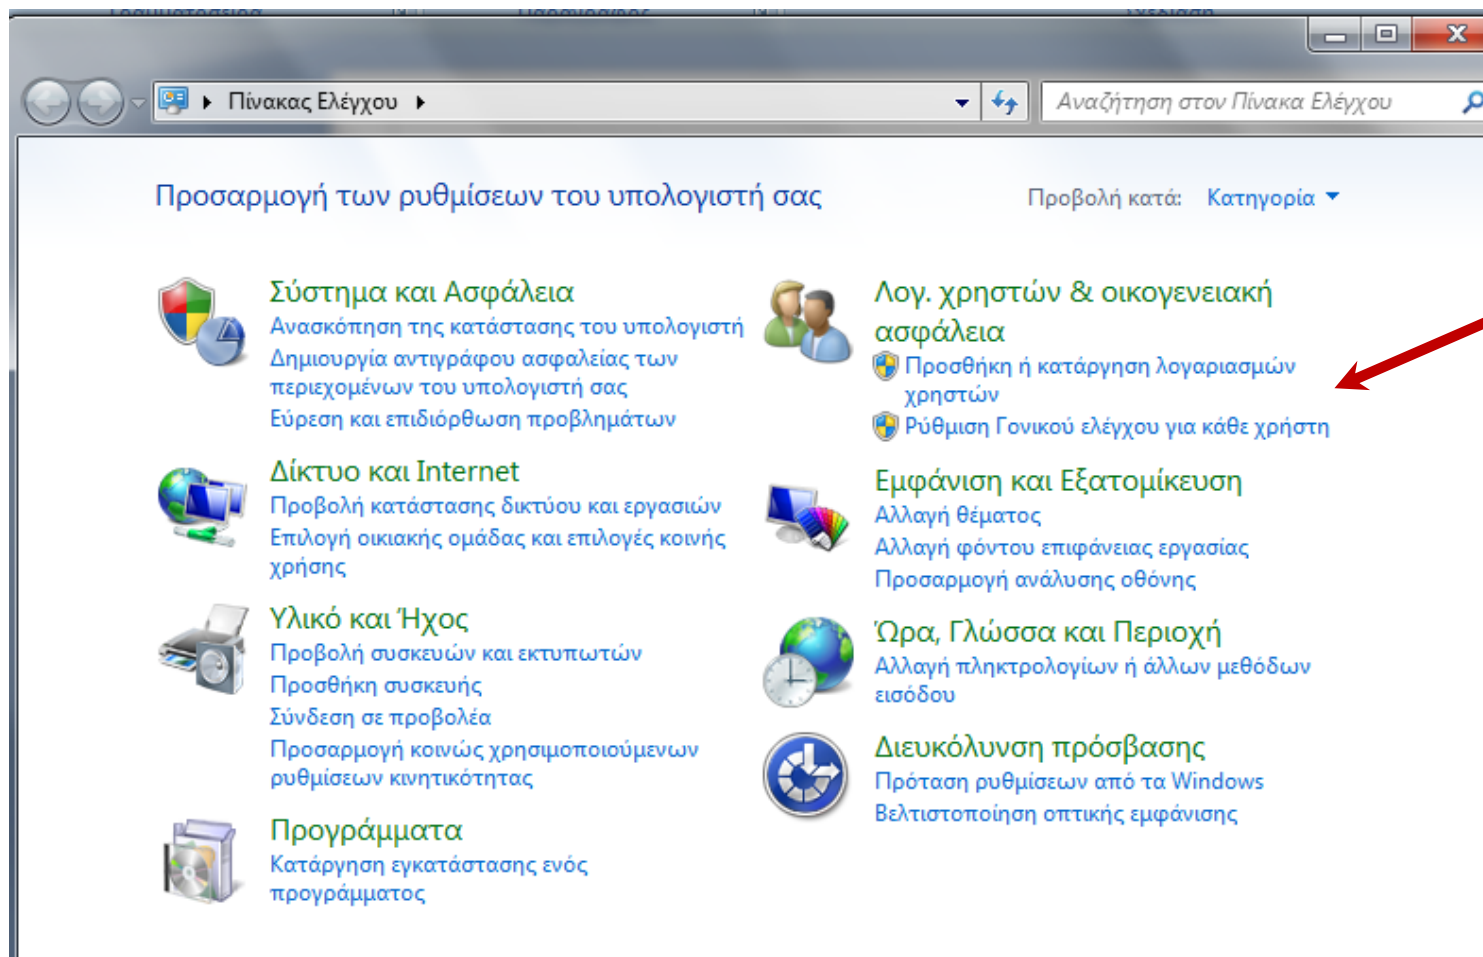 Πίνακας Ελέγχου
Αναζήτηση στον Πίνακα Ελέγχου
Προσαρμογή των ρυθμίσεων του υπολογιστή σας
Προβολή κατά: Κατηγορία
Σύστημα και Ασφάλεια
Ανασκόπηση της κατάστασης του υπολογιστή
Δημιουργία αντιγράφου ασφαλείας των
περιεχομένων του υπολογιστή σας
Εύρεση και επιδιόρθωση προβλημάτων
Δίκτυο και Internet
Προβολή κατάστασης δικτύου και εργασιών
Επιλογή οικιακής ομάδας και επιλογές κοινής
χρήσης
Υλικό και Ήχος
Προβολή συσκευών και εκτυπωτών
Προσθήκη συσκευής
Σύνδεση σε προβολέα
Προσαρμογή κοινώς χρησιμοποιούμενων
ρυθμίσεων κινητικότητας
Προγράμματα
Κατάργηση εγκατάστασης ενός
προγράμματος
Λογ. χρηστών & οικογενειακή
ασφάλεια
Προσθήκη ή κατάργηση λογαριασμών
χρηστών
Ρύθμιση Γονικού ελέγχου για κάθε χρήστη
Εμφάνιση και Εξατομίκευση
Αλλαγή θέματος
Αλλαγή φόντου επιφάνειας εργασίας
Προσαρμογή ανάλυσης οθόνης
Ώρα, Γλώσσα και Περιοχή
Αλλαγή πληκτρολογίων ή άλλων μεθόδων
εισόδου
Διευκόλυνση πρόσβασης
Πρόταση ρυθμίσεων από τα Windows
Βελτιστοποίηση οπτικής εμφάνισης